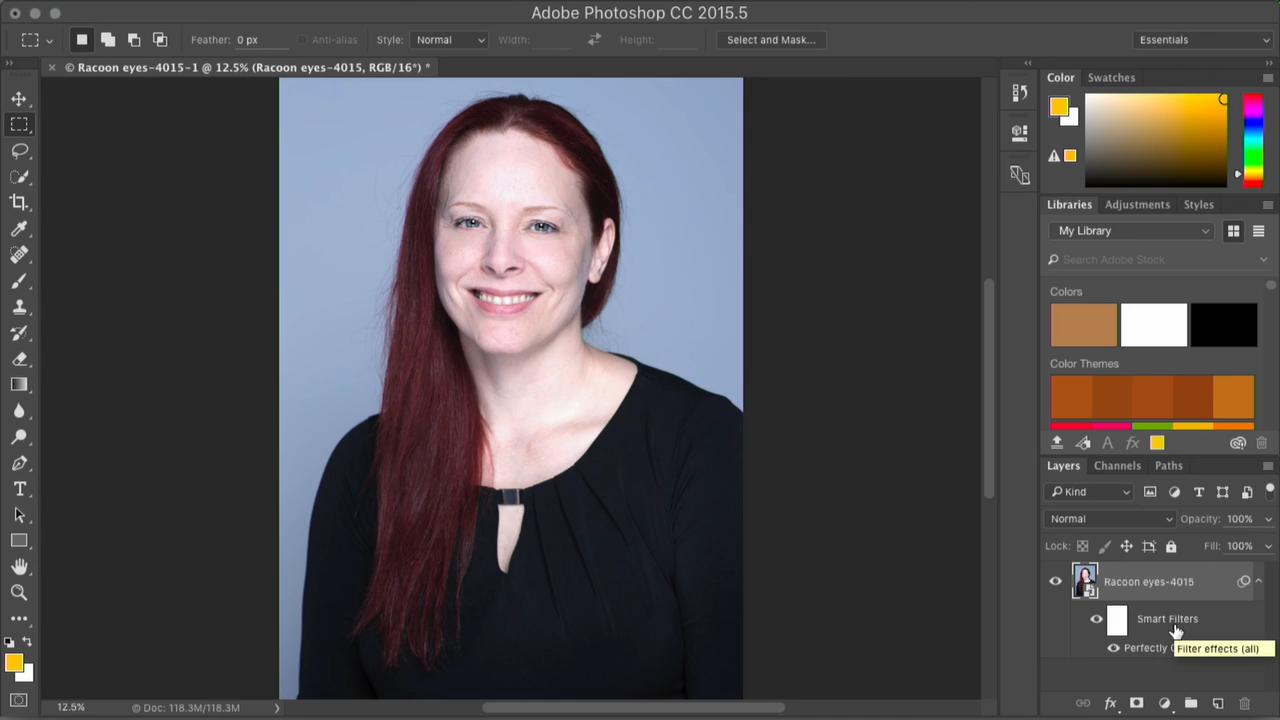 Adobe Photoshop CC 2015.5
Feather: 0 px Anti-alias Style: Normal Width: Height: Select and Mask... Essentials
× © Racoon eyes-4015-1 @ 12.5% (Racoon eyes-4015, RGB/16*) *
Color Swatches
Libraries Adjustments Styles
My Library
Search Adobe Stock
Colors
Color Themes
Layers Channels Paths
Kind
Normal Opacity: 100%
Lock: Fill: 100%
Racoon eyes-4015
Smart Filters
Perfectly
Filter effects (all)
12.5% © Doc: 118.3M/118.3M